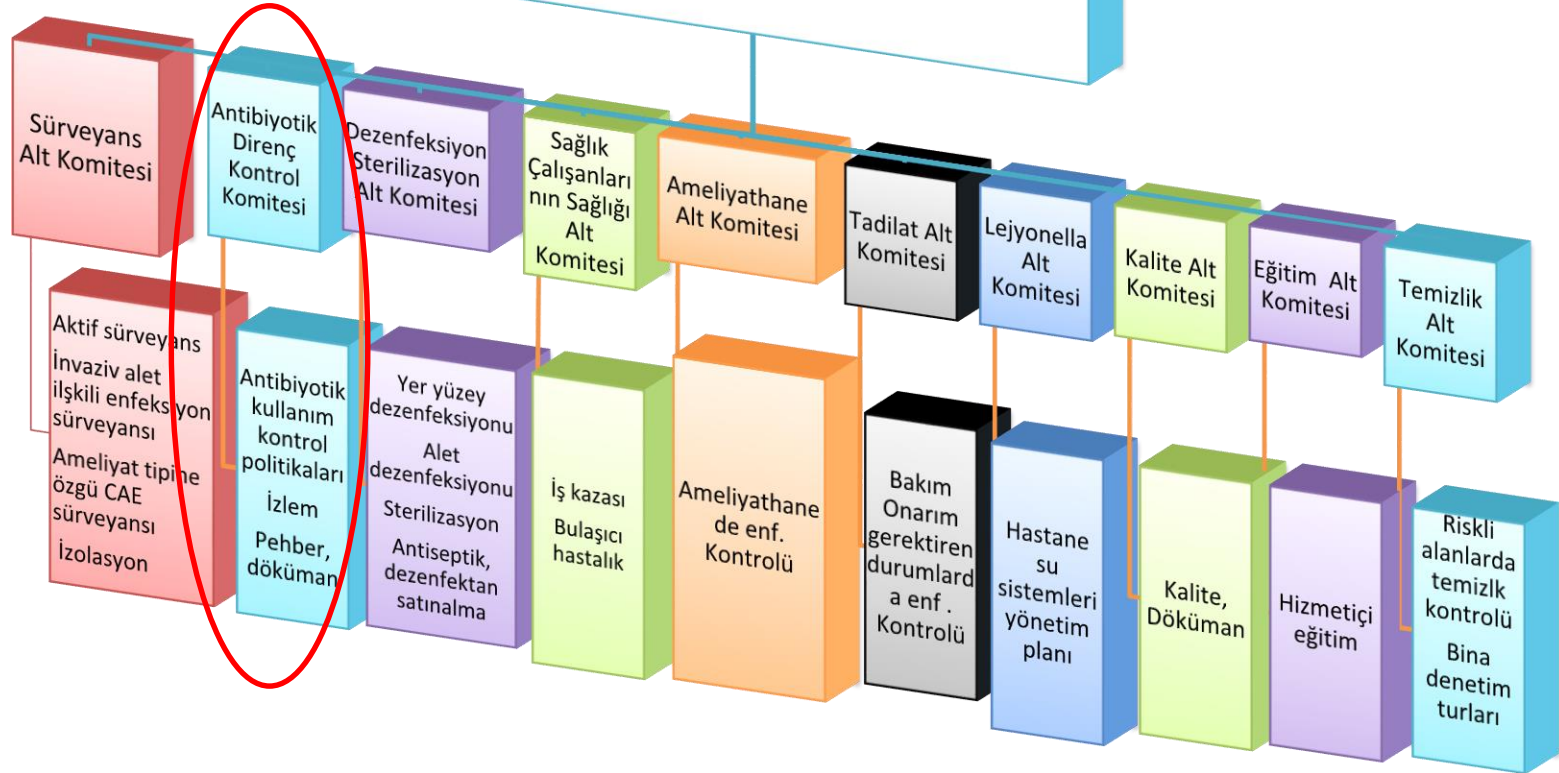 Sürveyans
Alt Komitesi
Antibiyotik
Direnç
Kontrol
Komitesi
Dezenfeksiyon
Sterilizasyon
Alt Komitesi
Sağlık
Çalışanları
nın Sağlığı
Alt
Komitesi
Ameliyathane
Alt Komitesi
Tadilat Alt
Komitesi
Lejyonella
Alt
Komitesi
Kalite Alt
Komitesi
Eğitim Alt
Komitesi
Temizlik
Alt
Komitesi
Aktif sürveyans
İnvaziv alet
ilşkili enfeksiyon
sürveyansı
Ameliyat tipine
özgü CAE
sürveyansı
İzolasyon
Antibiyotik
kullanım
kontrol
politikaları
İzlem
Pehber,
döküman
Yer yüzey
dezenfeksiyonu
Alet
dezenfeksiyonu
Sterilizasyon
Antiseptik,
dezenfektan
satınalma
İş kazası
Bulaşıcı
hastalık
Ameliyathane
de enf.
Kontrolü
Bakım
Onarım
gerektiren
durumlard
a enf .
Kontrolü
Hastane
su
sistemleri
yönetim
planı
Kalite,
Döküman
Hizmetiçi
eğitim
Riskli
alanlarda
temizlk
kontrolü
Bina
denetim
turları